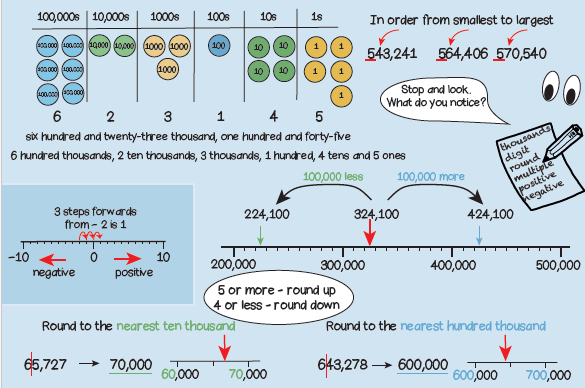 100,000s 10,000s 1000s 100s 10s 1s
100,000 100,000 10,000 10,000 1000 1000 100 10 10 1 1
100,000 100,000 1000 10 10 1 1
100,000 100,000 1
6 2 3 1 4 5
six hundred and twenty-three thousand, one hundred and forty-five
6 hundred thousands, 2 ten thousands, 3 thousands, 1 hundred, 4 tens and 5 ones
In order from smallest to largest
543,241 564,406 570,540
Stop and look.
What do you notice?
thousands
digit
round
multiple
positive
negative
3 steps forwards
from – 2 is 1
–10 0 10
negative positive
100,000 less 100,000 more
224,100 324,100 424,100
200,000 300,000 400,000 500,000
5 or more – round up
4 or less – round down
Round to the nearest ten thousand
65,727 70,000
60,000 70,000
Round to the nearest hundred thousand
643,278 600,000
600,000 700,000